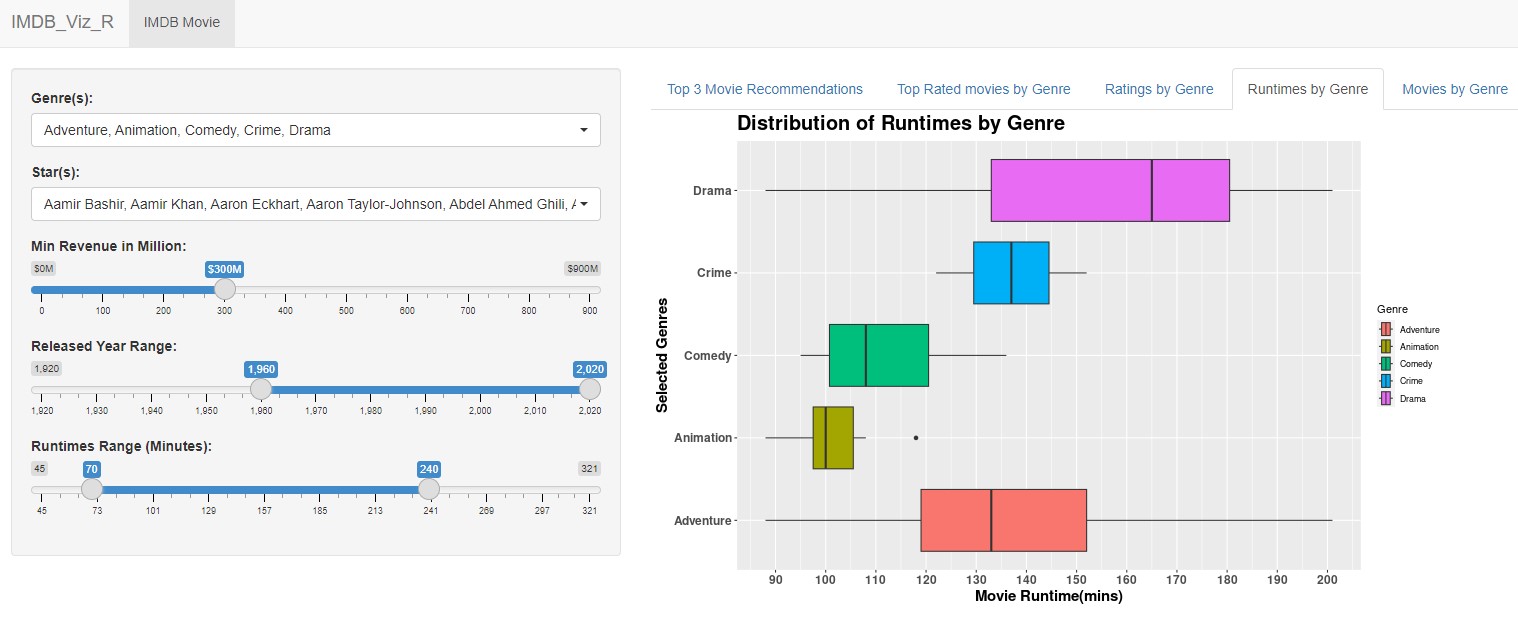 IMDB_Viz_R IMDB Movie
Genre(s):
Adventure, Animation, Comedy, Crime, Drama
Star(s):
Aamir Bashir, Aamir Khan, Aaron Eckhart, Aaron Taylor-Johnson, Abdel Ahmed Ghili, A
Min Revenue in Million:
$0M $300M $900M
0 100 200 300 400 500 600 700 800 900
Released Year Range:
1,920 1,960 2,020
1,920 1,930 1,940 1,950 1,960 1,970 1,980 1,990 2,000 2,010 2,020
Runtimes Range (Minutes):
45 70 240 321
45 73 101 129 157 185 213 241 269 297 321
Top 3 Movie Recommendations Top Rated movies by Genre Ratings by Genre Runtimes by Genre Movies by Genre
Distribution of Runtimes by Genre
Selected Genres
Drama
Crime
Comedy
Animation
Adventure
90 100 110 120 130 140 150 160 170 180 190 200
Movie Runtime(mins)
Genre
Adventure
Animation
Comedy
Crime
Drama